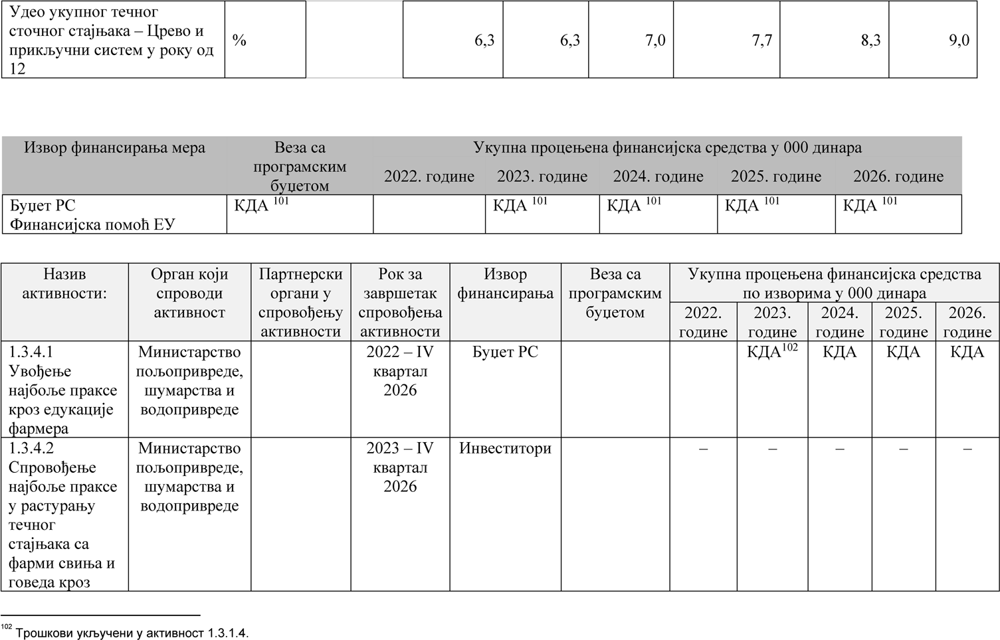 Удео укупног течног
сточног стајњака – Црево и
прикључни систем у року од
12
%
6,3
6,3
7,0
7,7
8,3
9,0
Извор финансирања мера
Веза са
програмским
буџетом
Укупна процењена финансијска средства у 000 динара
2022. године
2023. године
2024. године
2025. године
2026. године
Буџет РС
Финансијска помоћ ЕУ
КДА 101
КДА 101
КДА 101
КДА 101
КДА 101
Назив
активности:
Орган који
спроводи
активност
Партнерски
органи у
спровођењу
активности
Рок за
завршетак
спровођења
активности
Извор
финансирања
Веза са
програмским
буџетом
Укупна процењена финансијска средства
по изворима у 000 динара
2022.
године
2023.
године
2024.
године
2025.
године
2026.
године
1.3.4.1
Увођење
најбоље праксе
кроз едукације
фармера
Министарство
пољопривреде,
шумарства и
водопривреде
2022 – IV
квартал
2026
Буџет РС
КДА102
КДА
КДА
КДА
1.3.4.2
Спровођење
најбоље праксе
у растурању
течног
стајњака са
фарми свиња и
говеда кроз
Министарство
пољопривреде,
шумарства и
водопривреде
2023 – IV
квартал
2026
Инвеститори
–
–
–
–
–
102 Трошкови укључени у активност 1.3.1.4.